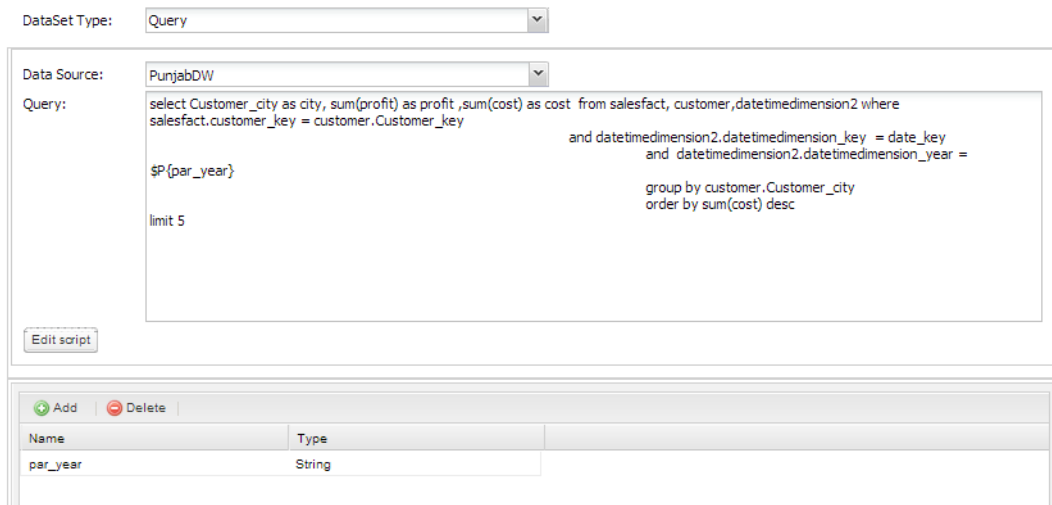 DataSet Type: Query
Data Source: PunjabDW
Query: select Customer_city as city, sum(profit) as profit ,sum(cost) as cost from salesfact, customer,datetimedimension2 where
salesfact.customer_key = customer.Customer_key
and datetimedimension2.datetimedimension_key = date_key
and datetimedimension2.datetimedimension_year =
$P{par_year}
group by customer.Customer_city
order by sum(cost) desc
limit 5
Edit script
Add Delete
Name Type
par_year String